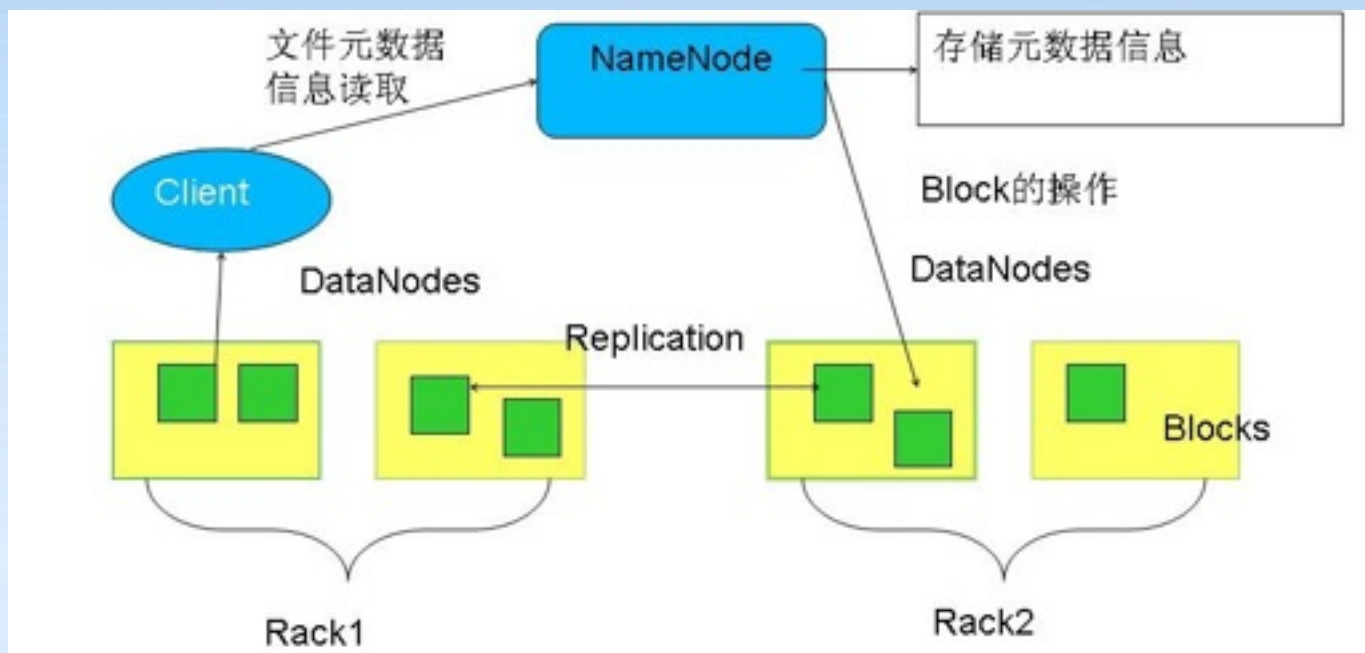 文件元数据
信息读取
NameNode
存储元数据信息
Client
Block的操作
DataNodes
DataNodes
Replication
Blocks
Rack1
Rack2